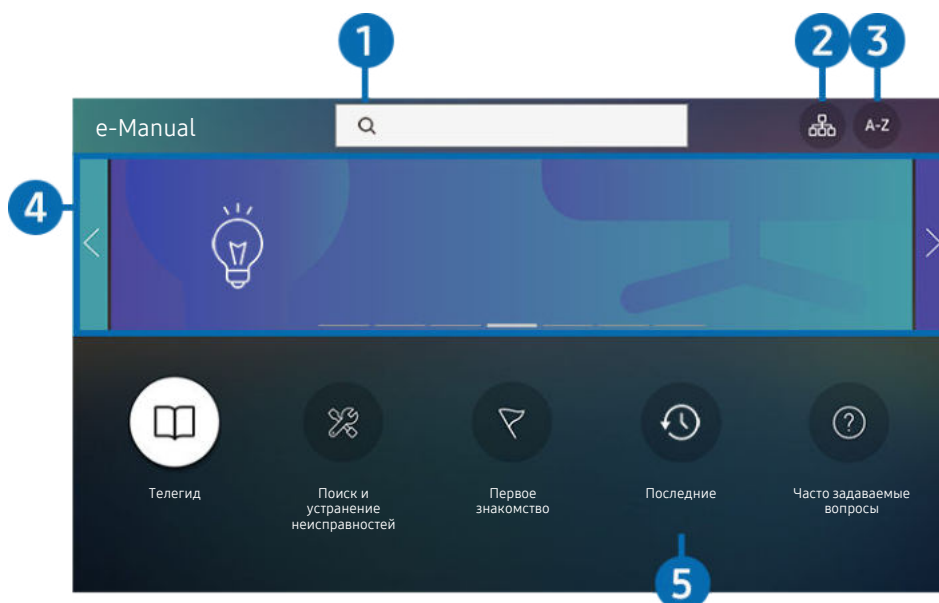 1
2 3
e-Manual
A-Z
4
?
Телегид
Поиск и
устранение
неисправностей
Первое
знакомство
Последние
Часто задаваемые
вопросы
5